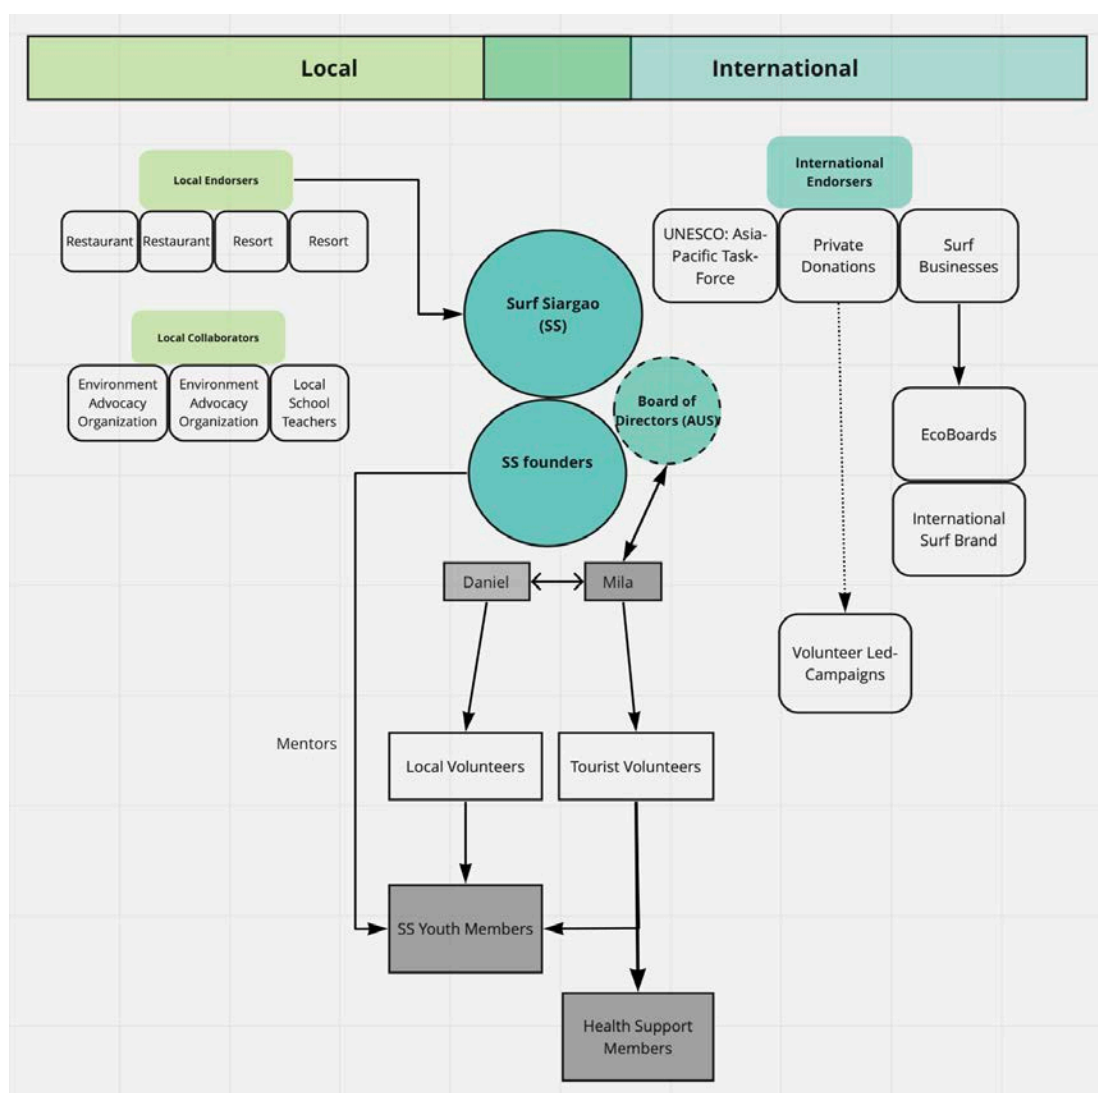 Local
International
Local Endorsers
Restaurant
Restaurant
Resort
Resort
Local Collaborators
Environment
Advocacy
Organization
Environment
Advocacy
Organization
Local
School
Teachers
Surf Siargao
(SS)
Board of
Directors (AUS)
SS founders
International
Endorsers
UNESCO: Asia-
Pacific Task-
Force
Private
Donations
Surf
Businesses
EcoBoards
International
Surf Brand
Volunteer Led-
Campaigns
Daniel
Mila
Mentors
Local Volunteers
Tourist Volunteers
SS Youth Members
Health Support
Members